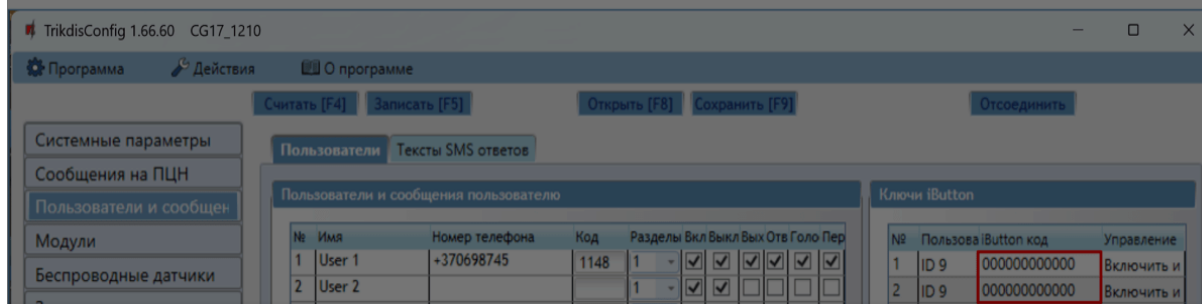 TrikdisConfig 1.66.60 CG17_1210
Программа Действия О программе
Считать [F4] Записать [F5] Открыть [F8] Сохранить [F9] Отсоединить
Системные параметры
Сообщения на ПЦН
Пользователи и сообщен
Модули
Беспроводные датчики
Пользователи Тексты SMS ответов
Пользователи и сообщения пользователю
№ Имя Номер телефона Код Разделы Вкл Выкл Вых Отв Голо Пер
1 User 1 +370698745 1148 1
2 User 2 1
Ключи iButton
№ Пользова iButton код Управление
1 ID 9 000000000000 Включить и
2 ID 9 000000000000 Включить и